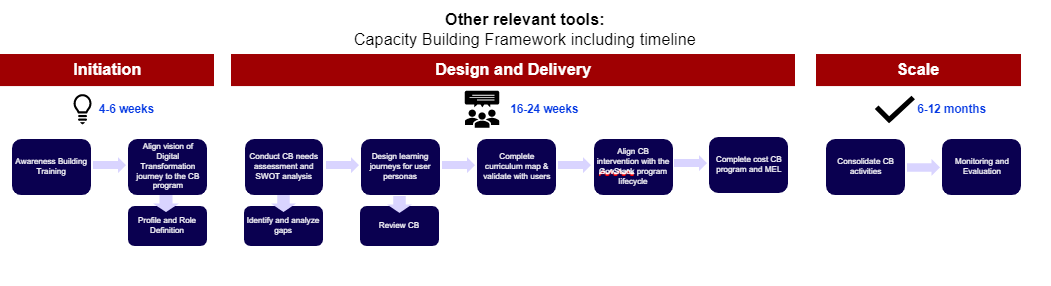 Other relevant tools:
Capacity Building Framework including timeline
Initiation
4-6 weeks
Awareness Building
Training
Align vision of
Digital
Transformation
journey to the CB
program
Profile and Role
Definition
Design and Delivery
16-24 weeks
Conduct CB needs
assessment and
SWOT analysis
Identify and analyze
gaps
Design learning
journeys for user
personas
Review CB
Complete
curriculum map &
validate with users
Align CB
intervention with the
GovStack program
lifecycle
Complete cost CB
program and MEL
Scale
6-12 months
Consolidate CB
activities
Monitoring and
Evaluation